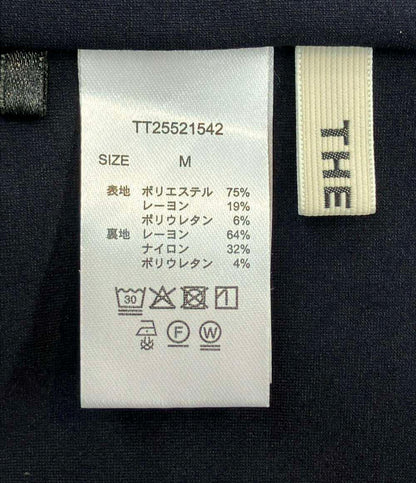 TT25521542
SIZE M
表地 ポリエステル 75%
レーヨン 19%
ポリウレタン 6%
裏地 レーヨン 64%
ナイロン 32%
ポリウレタン 4%
30
F W
THE